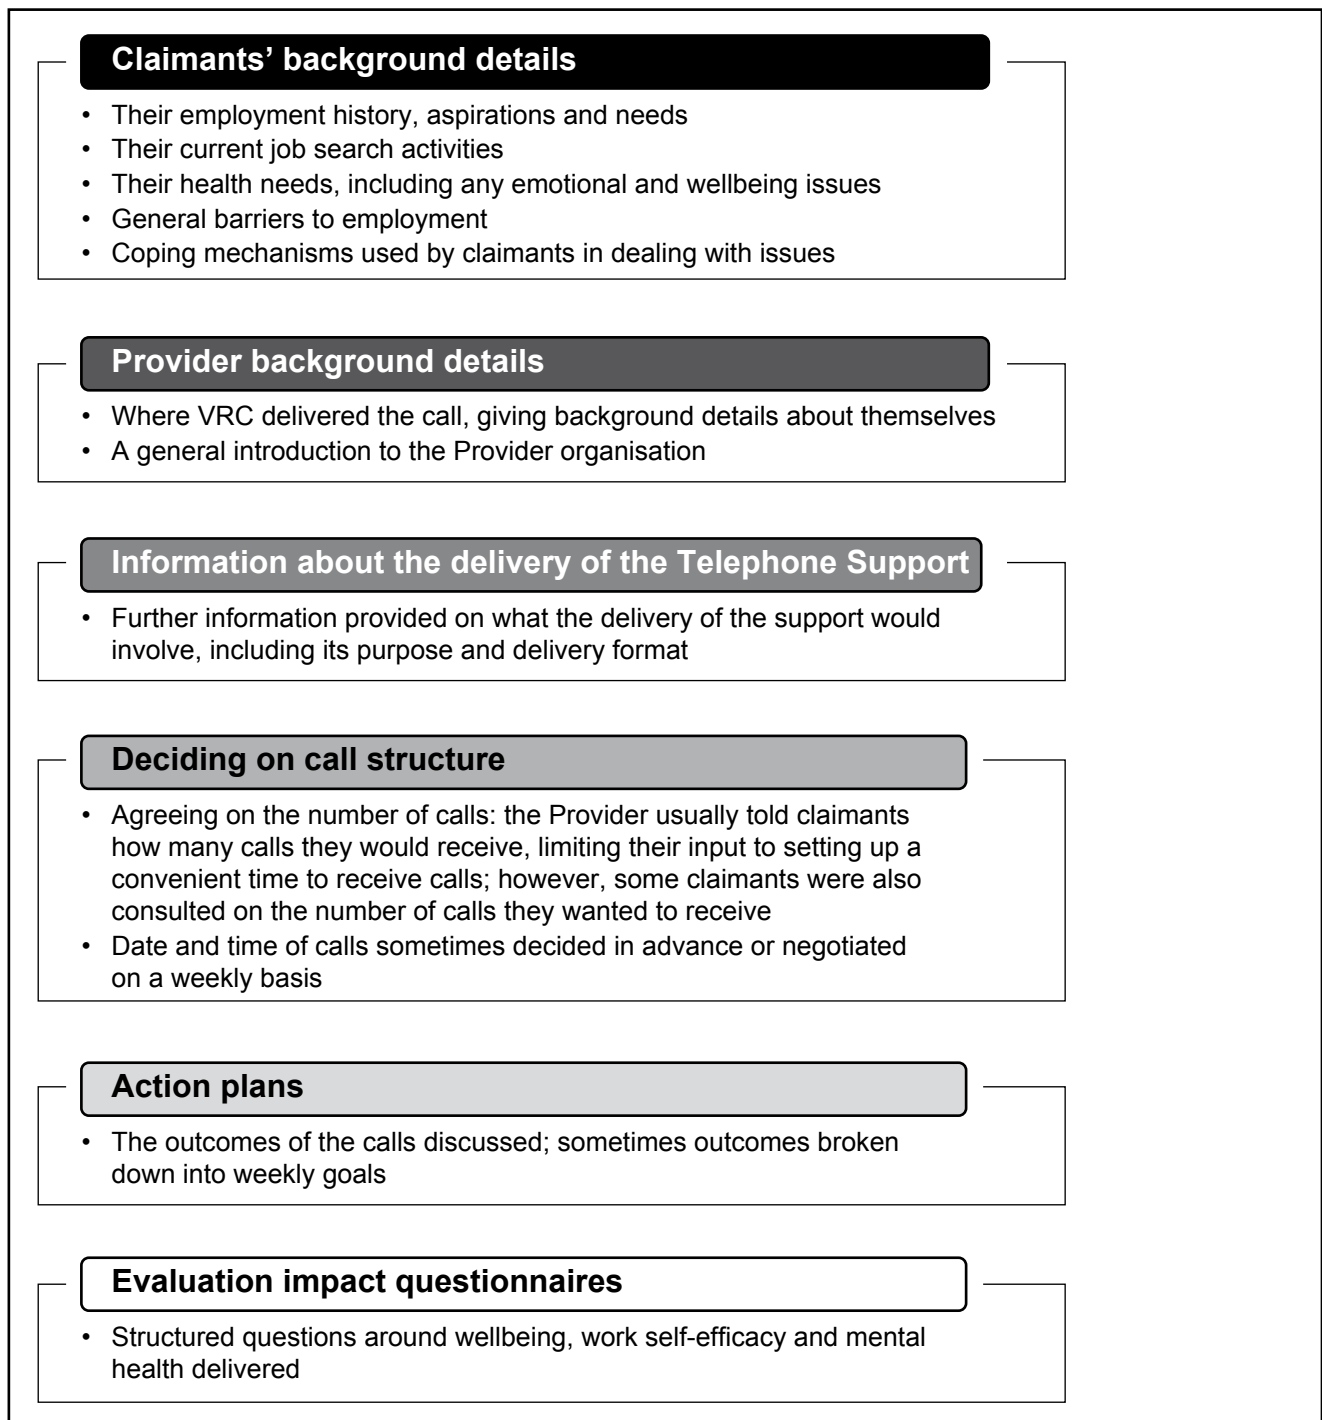 Claimants’ background details
• Their employment history, aspirations and needs
• Their current job search activities
• Their health needs, including any emotional and wellbeing issues
• General barriers to employment
• Coping mechanisms used by claimants in dealing with issues
Provider background details
• Where VRC delivered the call, giving background details about themselves
• A general introduction to the Provider organisation
Information about the delivery of the Telephone Support
• Further information provided on what the delivery of the support would
involve, including its purpose and delivery format
Deciding on call structure
• Agreeing on the number of calls: the Provider usually told claimants
how many calls they would receive, limiting their input to setting up a
convenient time to receive calls; however, some claimants were also
consulted on the number of calls they wanted to receive
• Date and time of calls sometimes decided in advance or negotiated
on a weekly basis
Action plans
• The outcomes of the calls discussed; sometimes outcomes broken
down into weekly goals
Evaluation impact questionnaires
• Structured questions around wellbeing, work self-efficacy and mental
health delivered